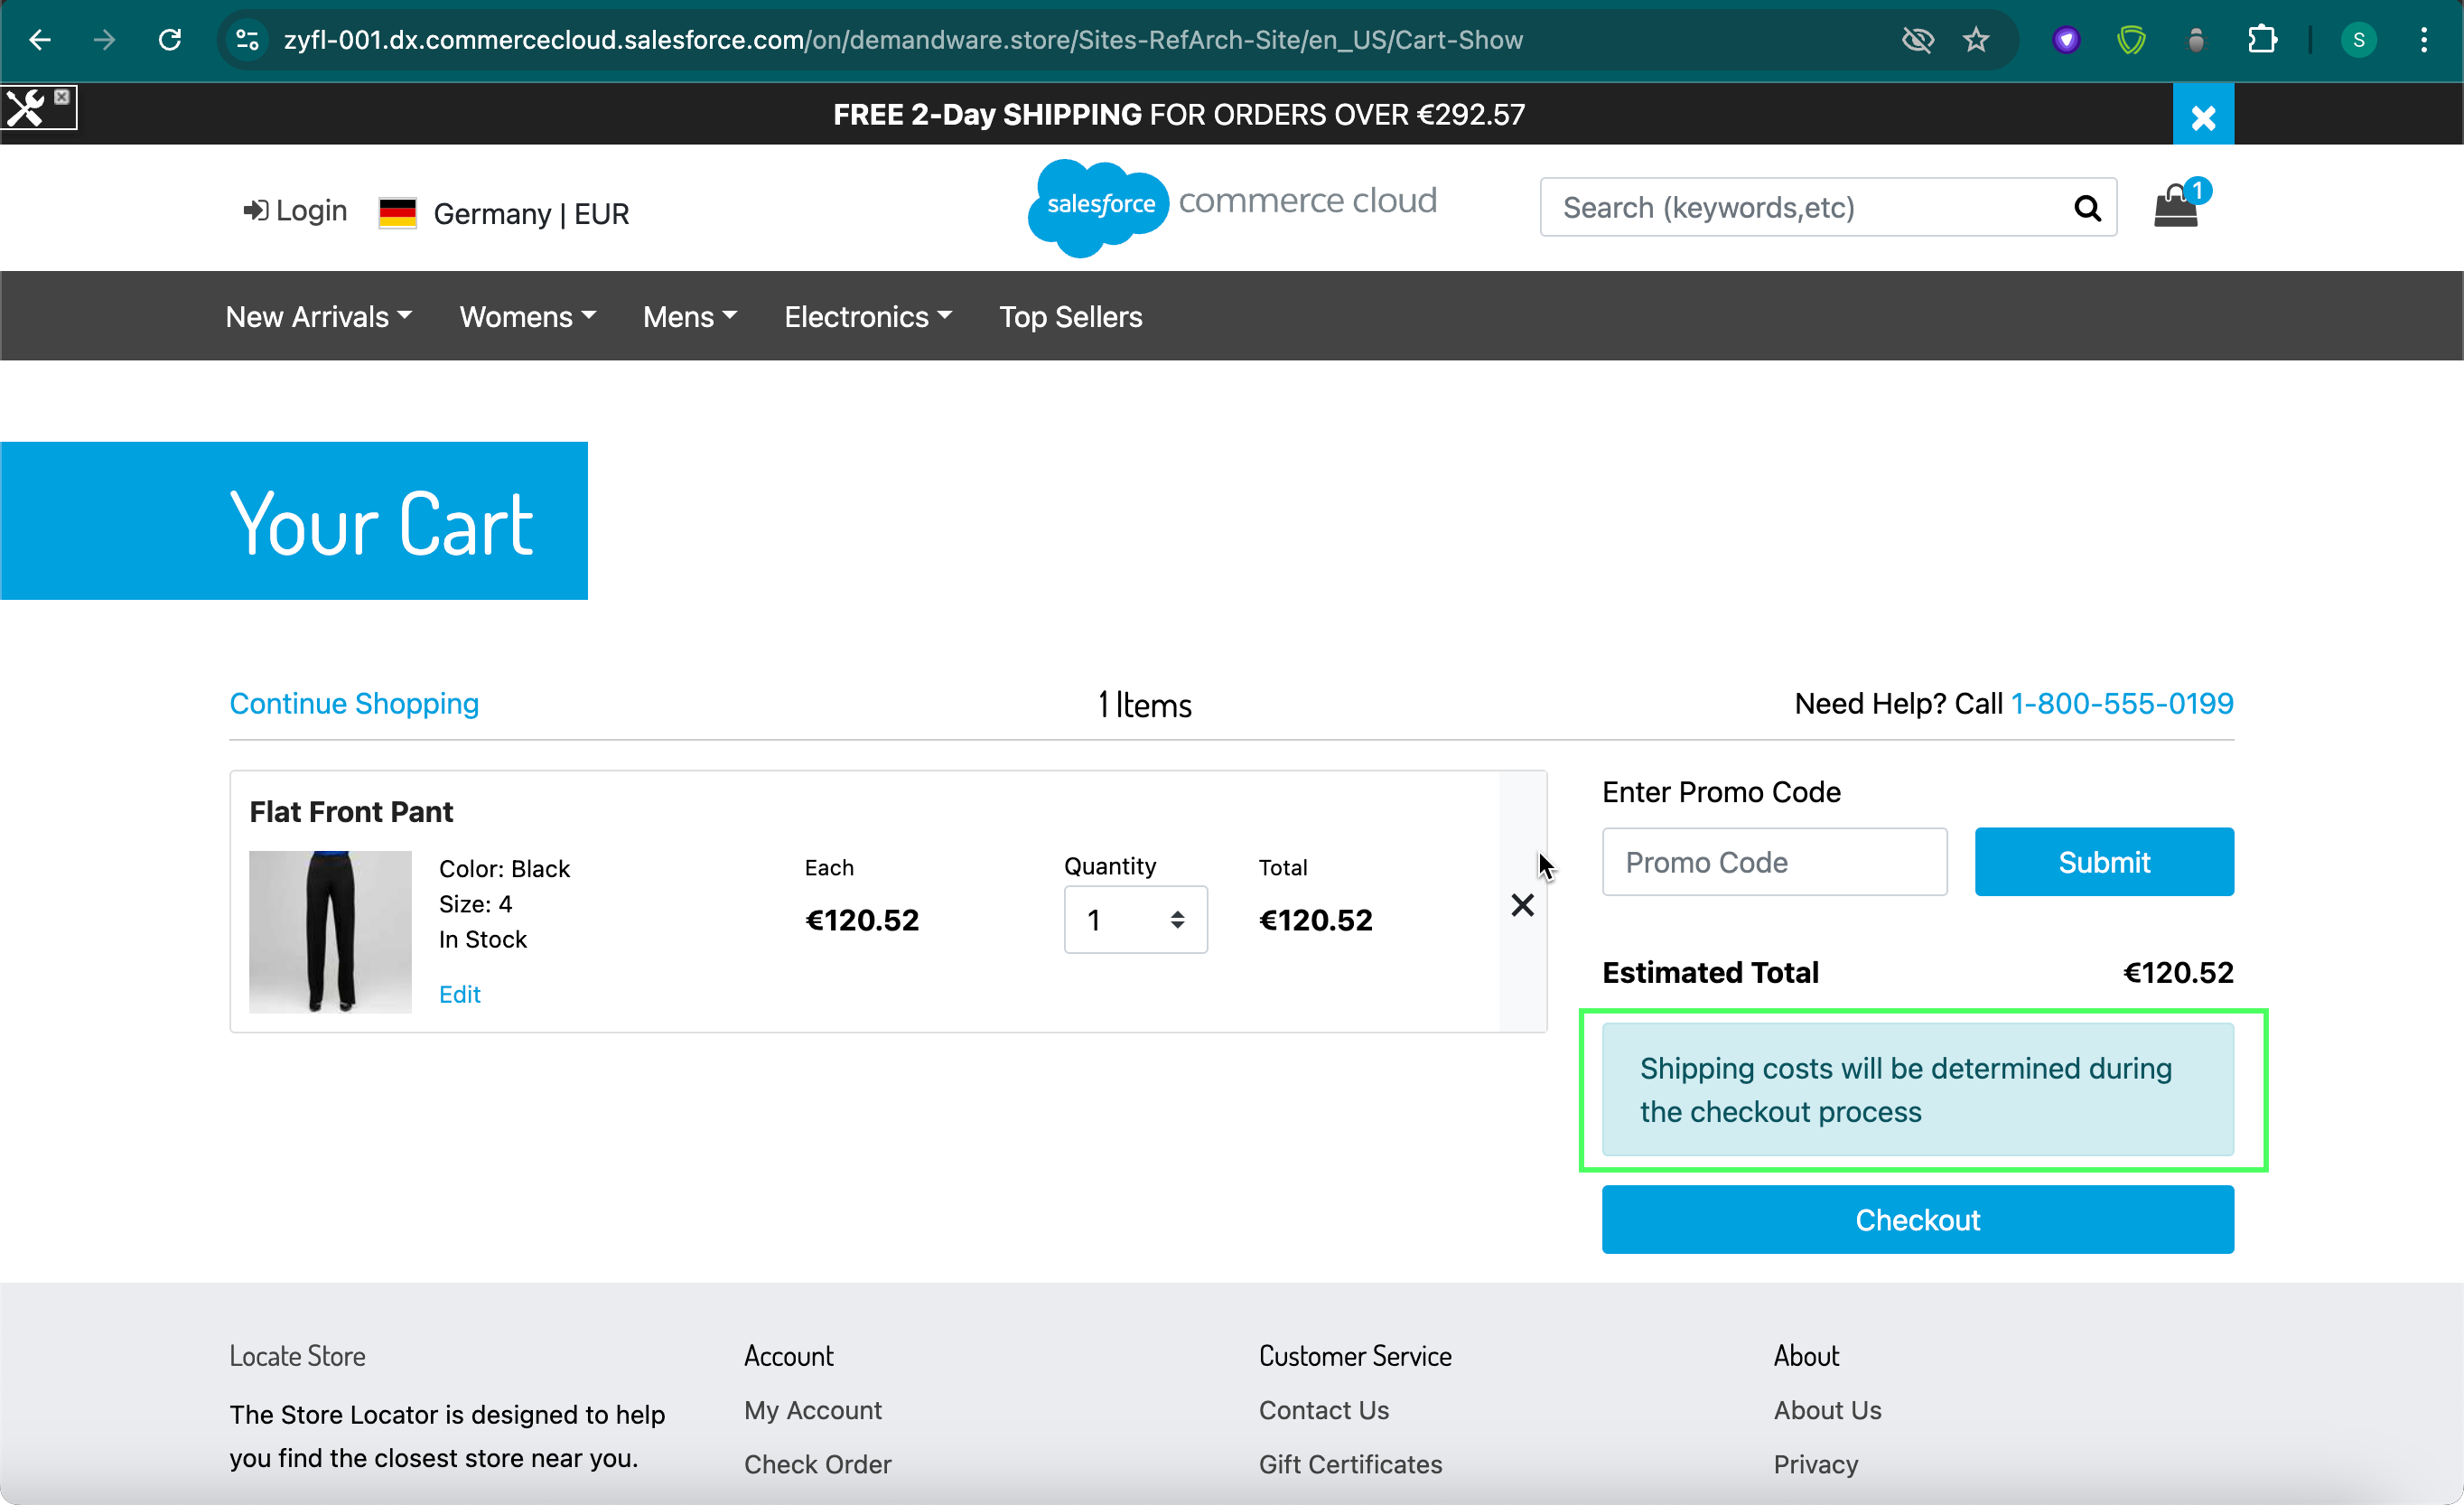 zyfl-001.dx.commercecloud.salesforce.com/on/demandware.store/Sites-RefArch-Site/en_US/Cart-Show
S
FREE 2-Day SHIPPING FOR ORDERS OVER €292.57
Login
Germany | EUR
salesforce commerce cloud
Search (keywords,etc)
1
New Arrivals
Womens
Mens
Electronics
Top Sellers
Your Cart
Continue Shopping
1 Items
Need Help? Call 1-800-555-0199
Flat Front Pant
Color: Black
Size: 4
In Stock
Edit
Each
€120.52
Quantity
1
Total
€120.52
Enter Promo Code
Promo Code
Submit
Estimated Total €120.52
Shipping costs will be determined during
the checkout process
Checkout
Locate Store
The Store Locator is designed to help
you find the closest store near you.
Account
My Account
Check Order
Customer Service
Contact Us
Gift Certificates
About
About Us
Privacy